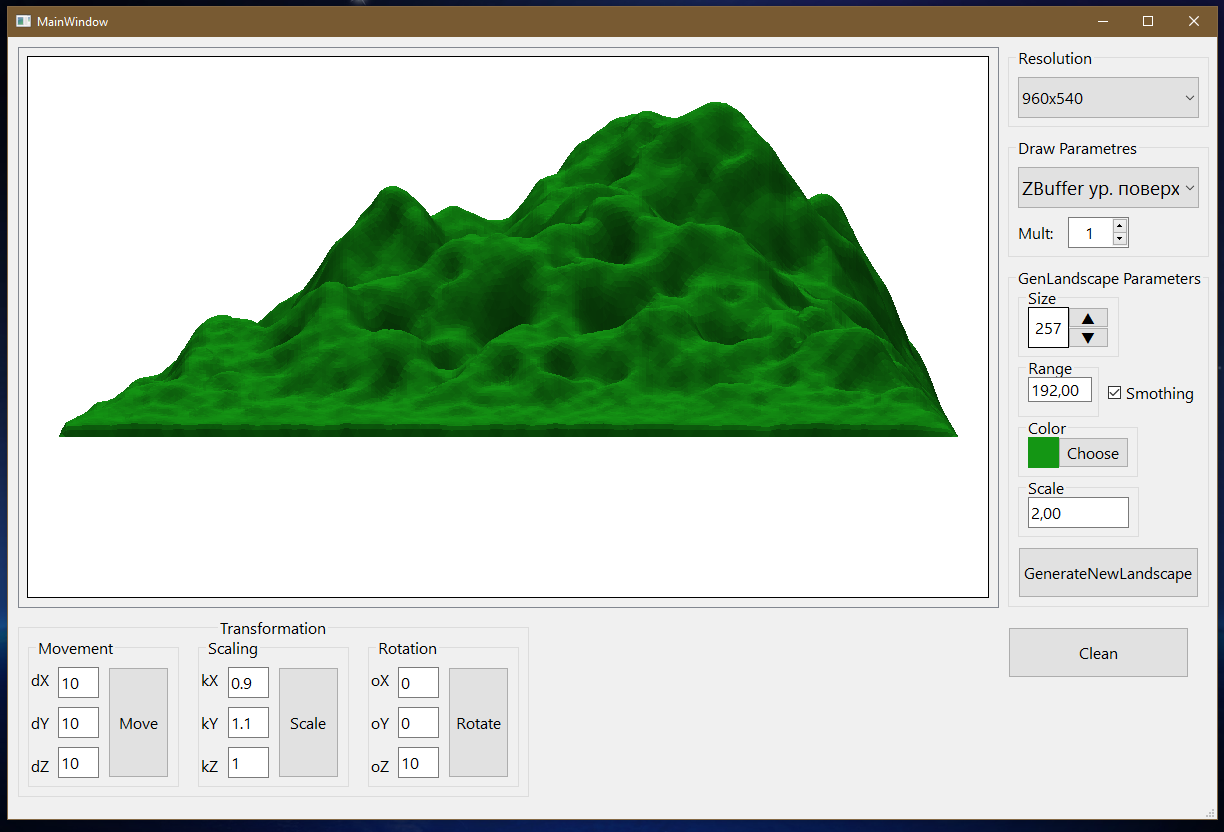 MainWindow
Resolution
960x540
Draw Parametres
ZBuffer ур. поверх
Mult: 1
GenLandscape Parameters
Size
257
Range
192,00
Smothing
Color
Choose
Scale
2,00
GenerateNewLandscape
Clean
Transformation
Movement
dX 10
dY 10
dZ 10
Move
Scaling
kX 0.9
kY 1.1
kZ 1
Scale
Rotation
oX 0
oY 0
oZ 10
Rotate